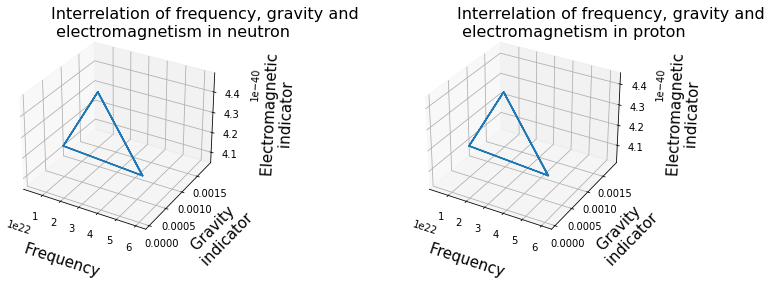 Interrelation of frequency, gravity and
electromagnetism in neutron
1e−40
4.4
4.3
4.2
4.1
Electromagnetic
indicator
0.0015
0.0010
0.0005
0.0000
Gravity
indicator
1e22
1 2 3 4 5 6
Frequency
Interrelation of frequency, gravity and
electromagnetism in proton
1e−40
4.4
4.3
4.2
4.1
Electromagnetic
indicator
0.0015
0.0010
0.0005
0.0000
Gravity
indicator
1e22
1 2 3 4 5 6
Frequency